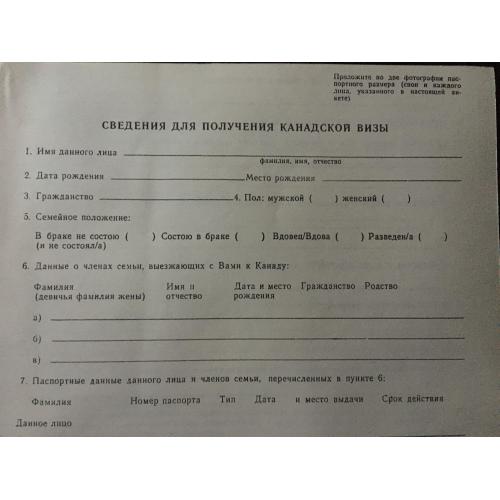 Приложите по две фотографии пас-
портного размера (свои и каждого
лица, указанного в настоящей ан-
кете)
СВЕДЕНИЯ ДЛЯ ПОЛУЧЕНИЯ КАНАДСКОЙ ВИЗЫ
1. Имя данного лица
фамилия, имя, отчество
2. Дата рождения Место рождения
3. Гражданство 4. Пол: мужской ( ) женский ( )
5. Семейное положение:
В браке не состою ( ) Состою в браке ( ) Вдовец/Вдова ( ) Разведен/а ( )
(и не состоял/а)
6. Данные о членах семьи, выезжающих с Вами к Канаду:
Фамилия Имя и Дата и место Гражданство Родство
(девичья фамилия жены) отчество рождения
а)
б)
в)
7. Паспортные данные данного лица и членов семьи, перечисленных в пункте 6:
Фамилия Номер паспорта Тип Дата и место выдачи Срок действия
Данное лицо